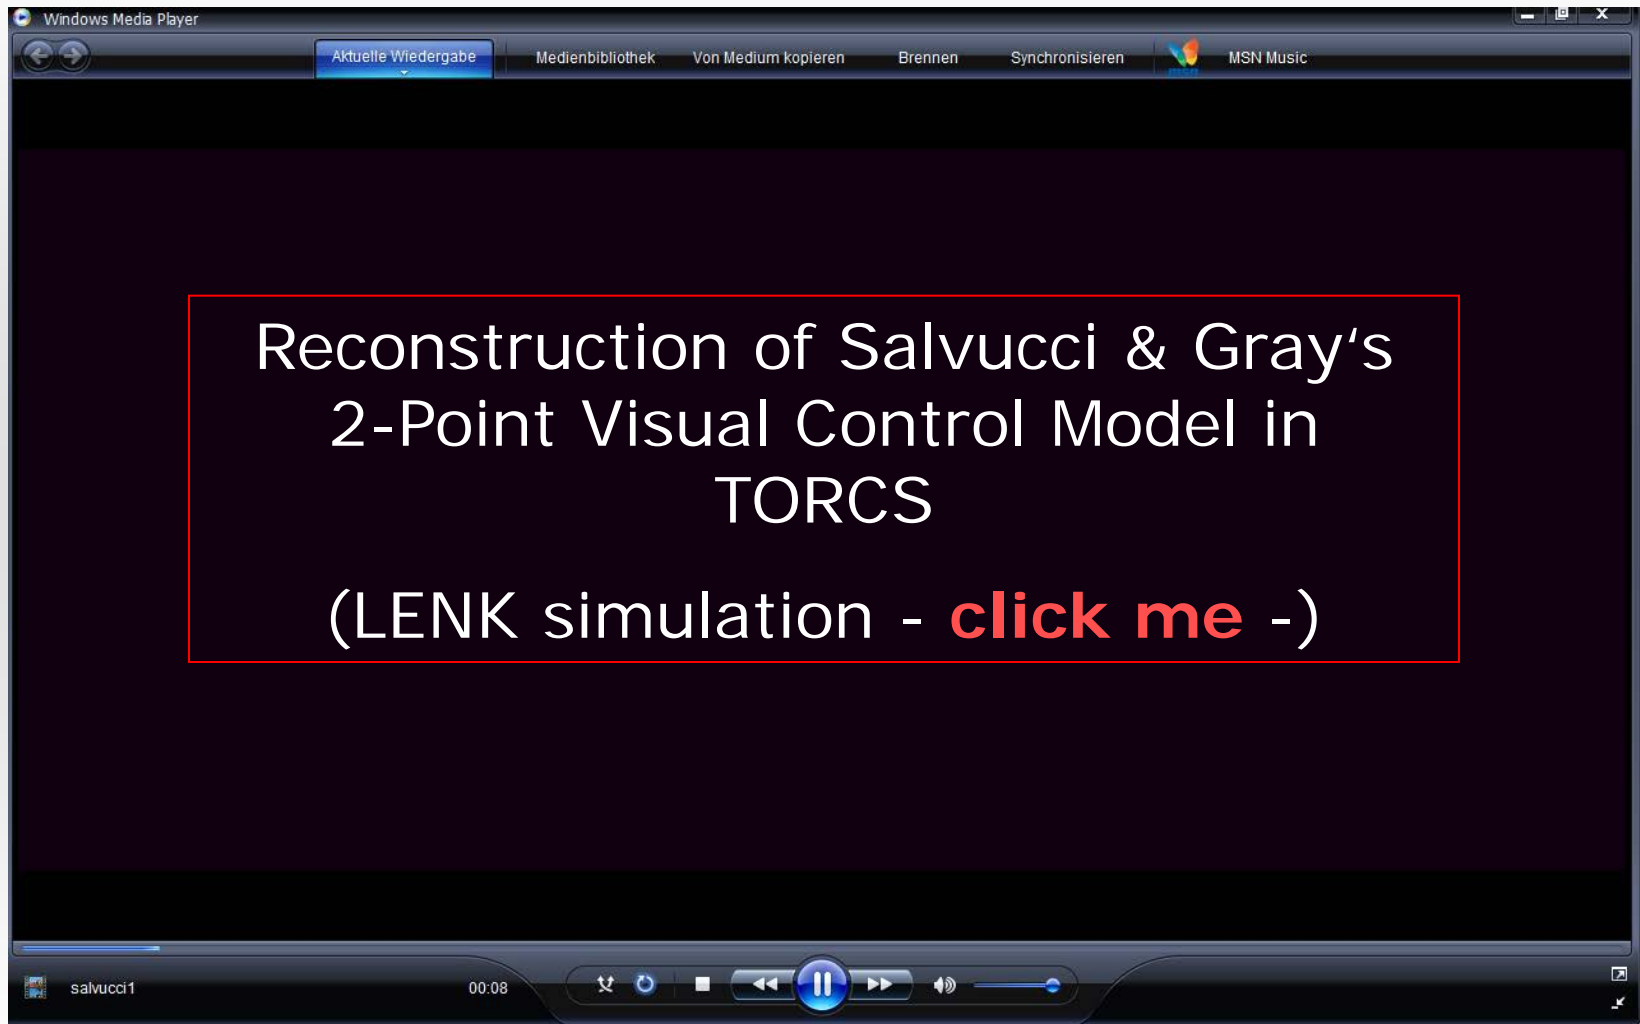 Windows Media Player
Aktuelle Wiedergabe Medienbibliothek Von Medium kopieren Brennen Synchronisieren msn MSN Music
Reconstruction of Salvucci & Gray‘s
2-Point Visual Control Model in
TORCS
(LENK simulation - click me -)
salvucci1 00:08